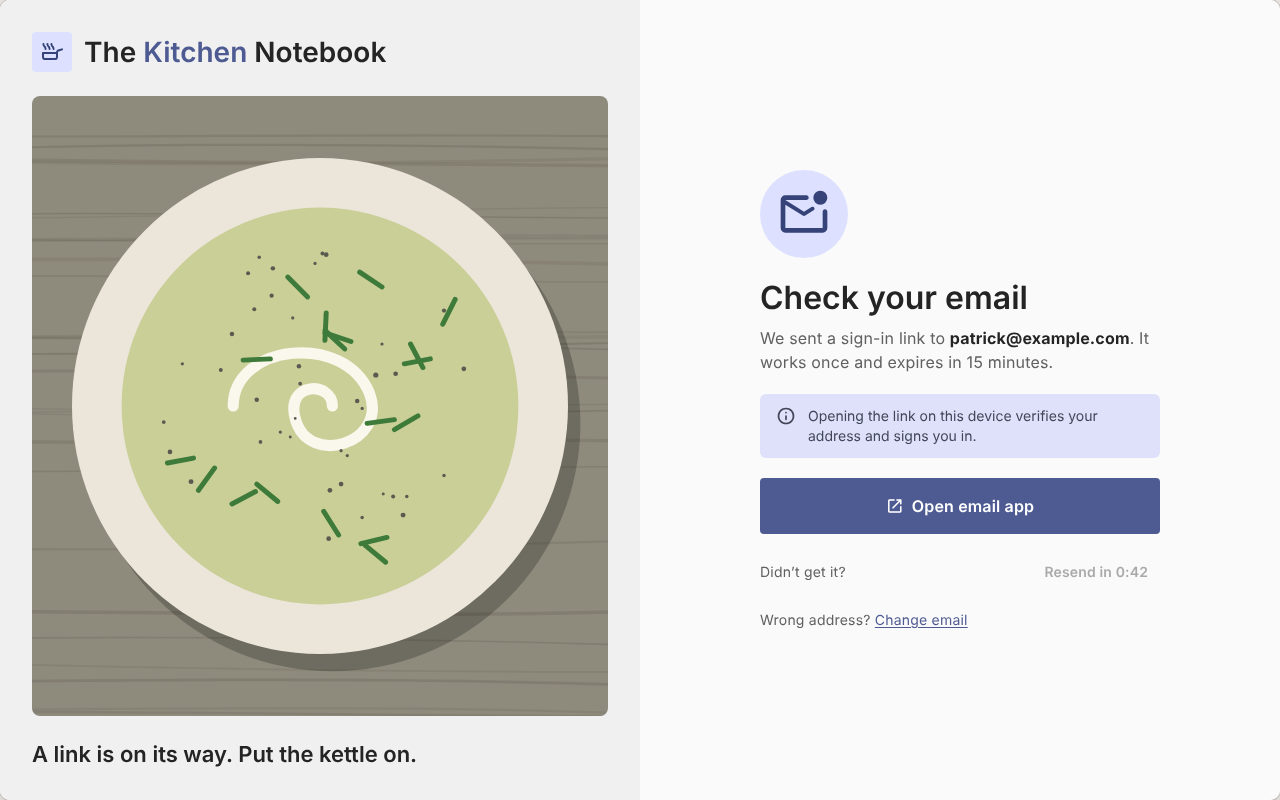 The Kitchen Notebook
A link is on its way. Put the kettle on.
Check your email
We sent a sign-in link to patrick@example.com. It
works once and expires in 15 minutes.
Opening the link on this device verifies your
address and signs you in.
Open email app
Didn’t get it?
Resend in 0:42
Wrong address? Change email